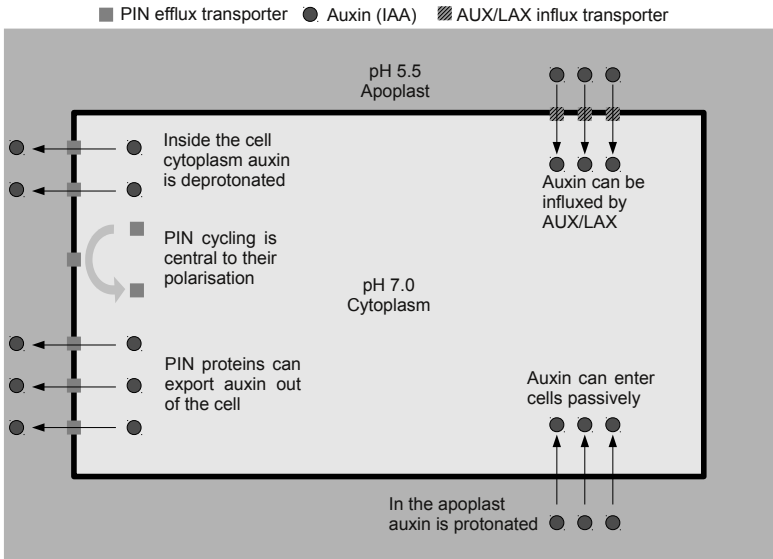 PIN efflux transporter Auxin (IAA) AUX/LAX influx transporter
pH 5.5
Apoplast
Inside the cell
cytoplasm auxin
is deprotonated
Auxin can be
influxed by
AUX/LAX
PIN cycling is
central to their
polarisation
pH 7.0
Cytoplasm
PIN proteins can
export auxin out
of the cell
Auxin can enter
cells passively
In the apoplast
auxin is protonated